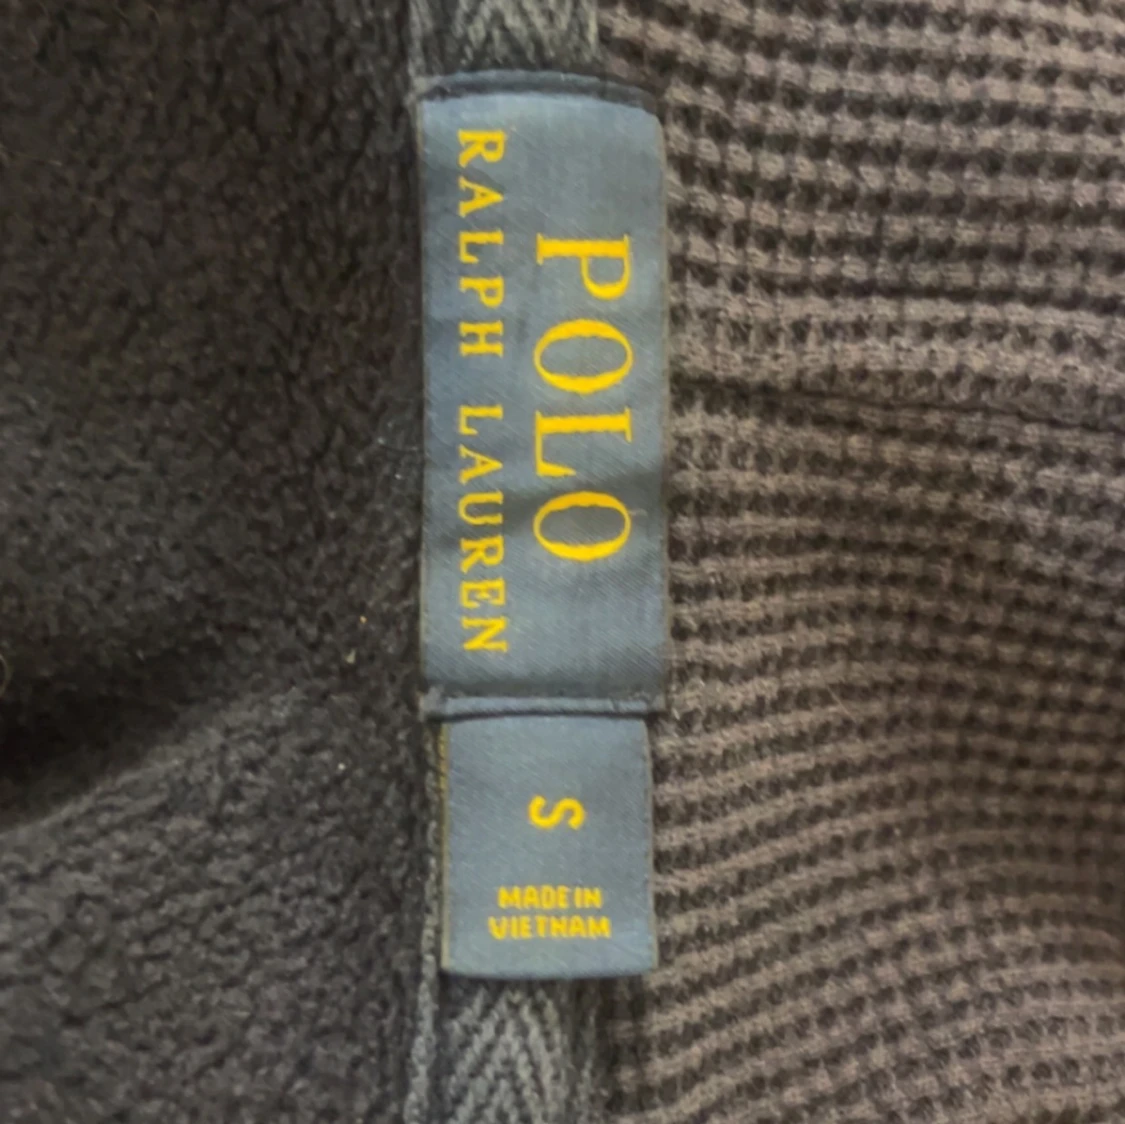 POLO
RALPH LAUREN
S
MADE IN
VIETNAM